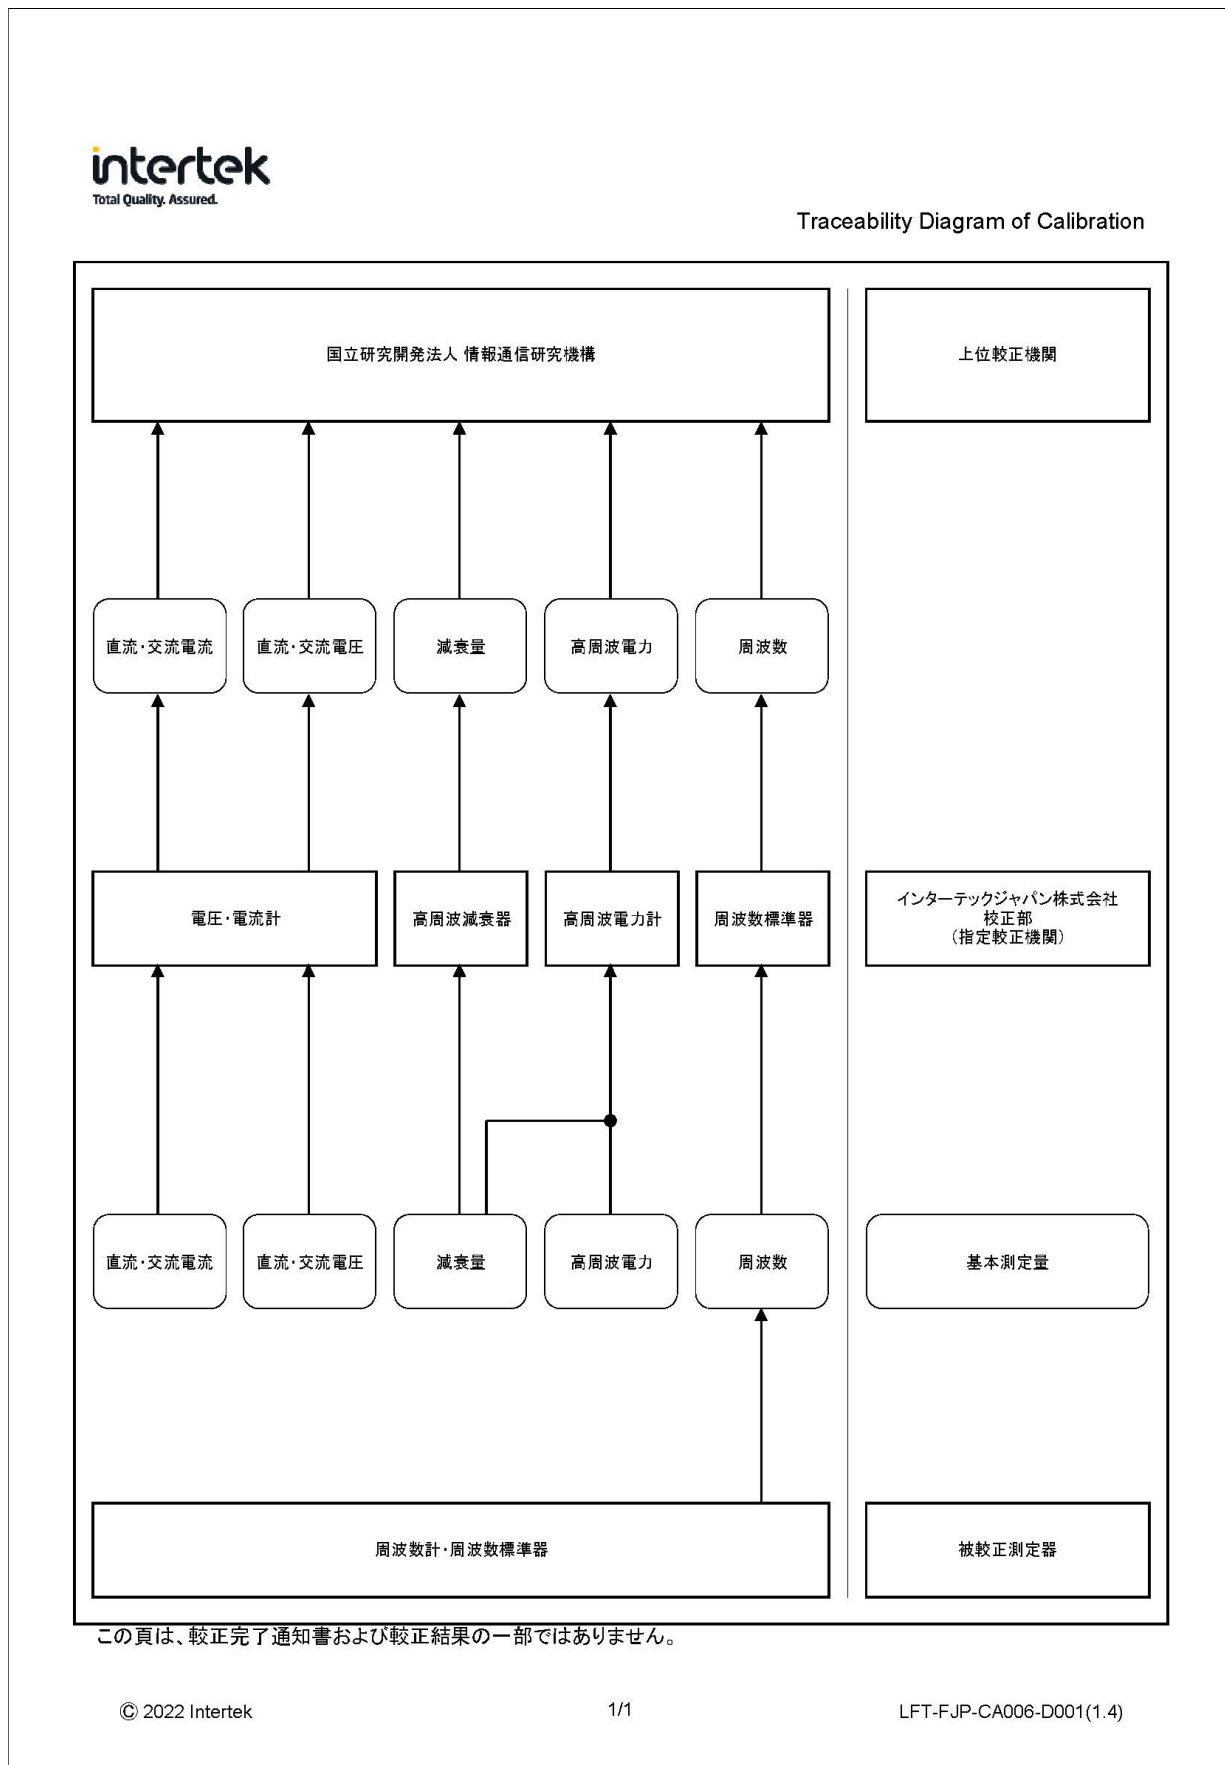 intertek
Total Quality. Assured.
Traceability Diagram of Calibration
国立研究開発法人 情報通信研究機構
上位較正機関
直流・交流電流
直流・交流電圧
減衰量
高周波電力
周波数
電圧・電流計
高周波減衰器
高周波電力計
周波数標準器
インターテックジャパン株式会社
校正部
（指定較正機関）
直流・交流電流
直流・交流電圧
減衰量
高周波電力
周波数
基本測定量
周波数計・周波数標準器
被較正測定器
この頁は、較正完了通知書および較正結果の一部ではありません。
© 2022 Intertek
1/1
LFT-FJP-CA006-D001(1.4)